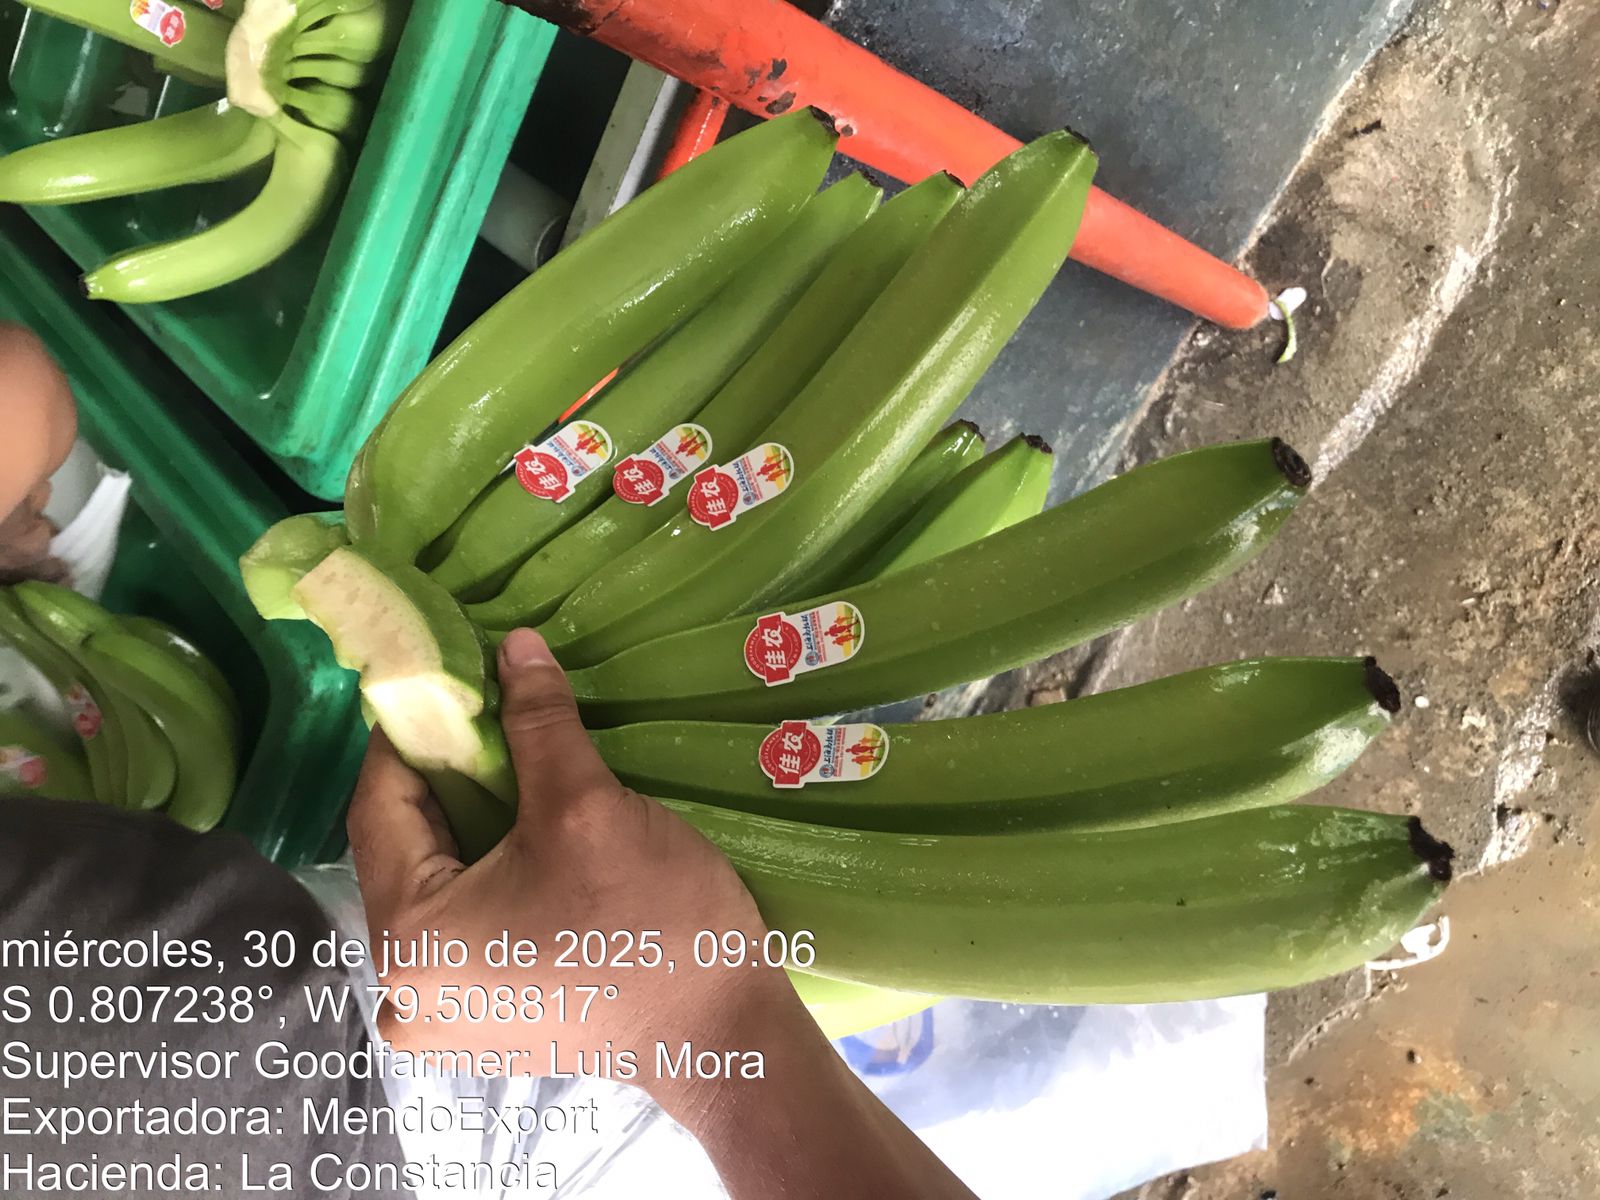 佳农
佳农
佳农
佳农
佳农
miércoles, 30 de julio de 2025, 09:06
S 0.807238°, W 79.508817°
Supervisor Goodfarmer: Luis Mora
Exportadora: MendoExport
Hacienda: La Constancia